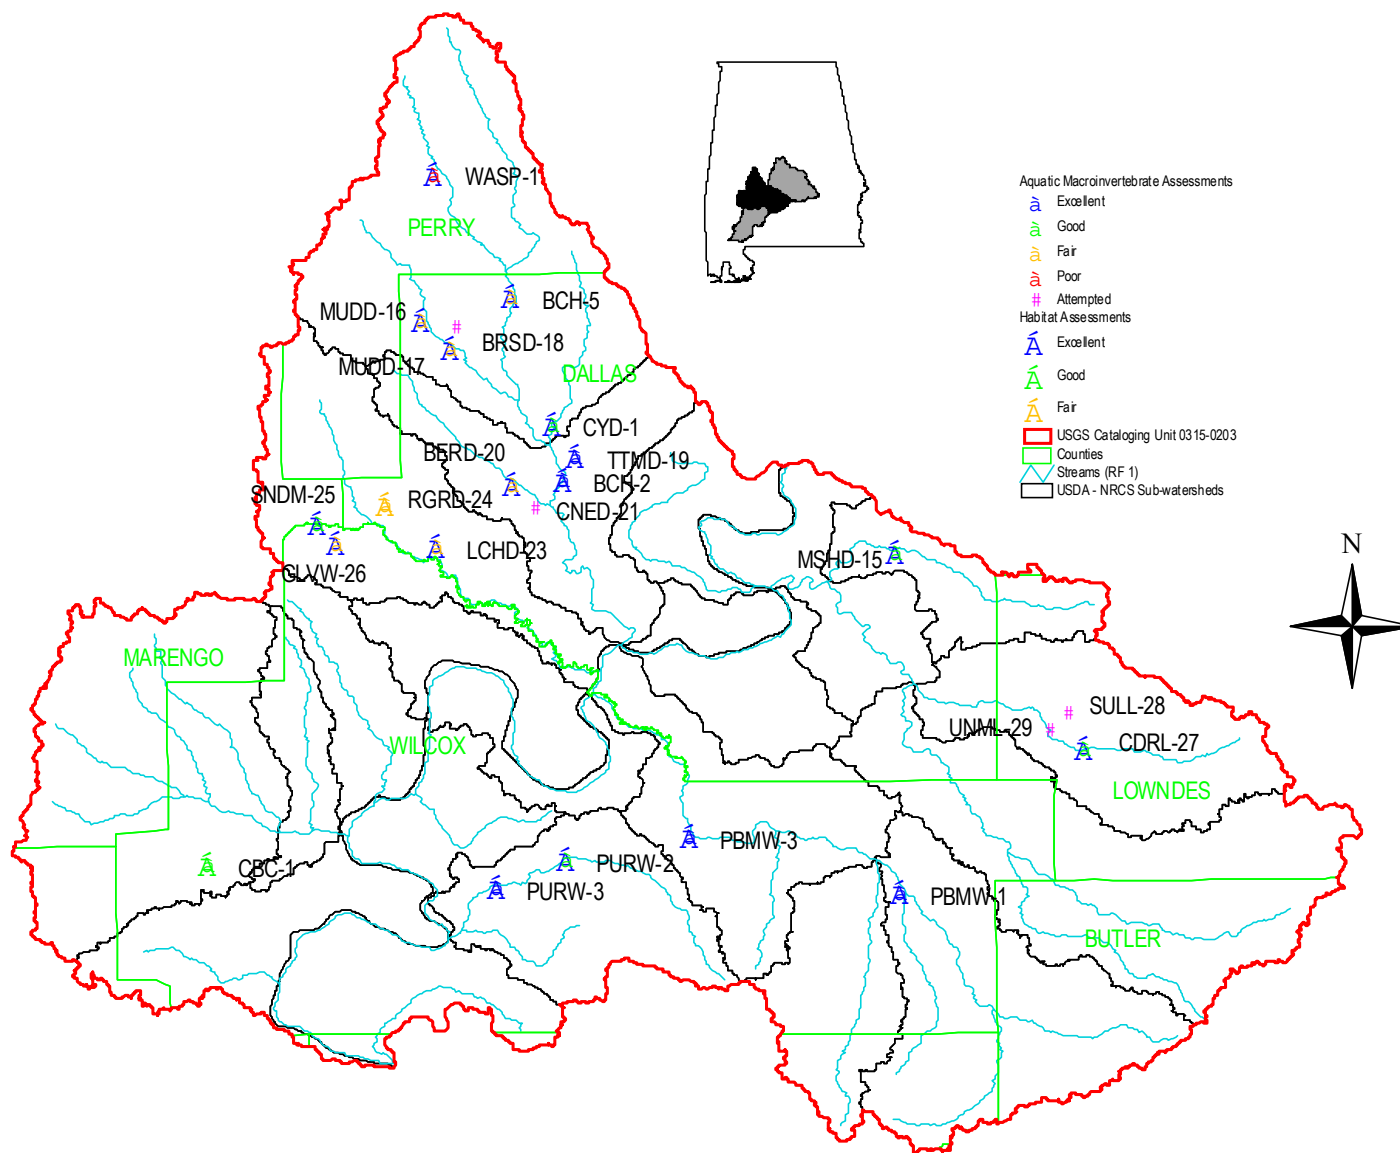 WASP-1
PERRY
MUDD-16
BCH-5
BRSD-18
MUDD-17
DALLAS
CYD-1
BERD-20
TTMD-19
BCH-2
SNDM-25
RGRD-24
CNED-21
LCHD-23
GLVW-26
MSHD-15
MARENGO
WILCOX
SULL-28
UNML-29
CDRL-27
LOWNDES
PBMW-3
CBC-1
PURW-2
PURW-3
PBMW-1
BUTLER
Aquatic Macroinvertebrate Assessments
à Excellent
à Good
à Fair
à Poor
# Attempted
Habitat Assessments
Á Excellent
Á Good
Á Fair
USGS Cataloging Unit 0315-0203
Counties
Streams (RF 1)
USDA - NRCS Sub-watersheds
N